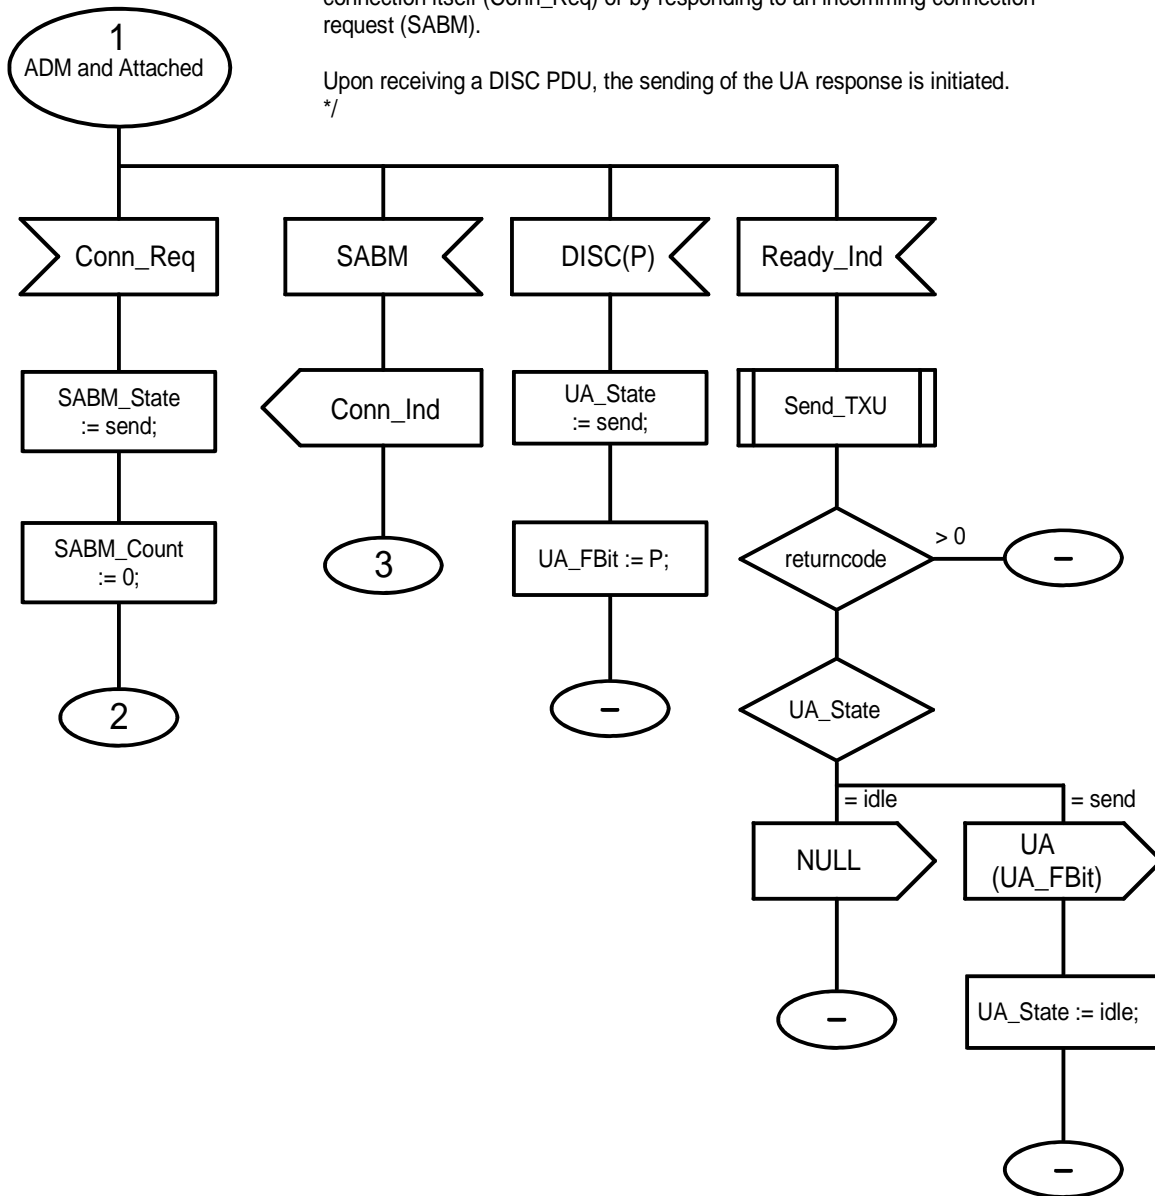 connection itself (Conn_Req) or by responding to an incomming connection
request (SABM).
Upon receiving a DISC PDU, the sending of the UA response is initiated.
*/
1
ADM and Attached
Conn_Req
SABM
DISC(P)
Ready_Ind
SABM_State
:= send;
Conn_Ind
UA_State
:= send;
Send_TXU
SABM_Count
:= 0;
3
UA_FBit := P;
returncode
> 0
–
2
–
UA_State
= idle
= send
NULL
UA
(UA_FBit)
–
UA_State := idle;
–